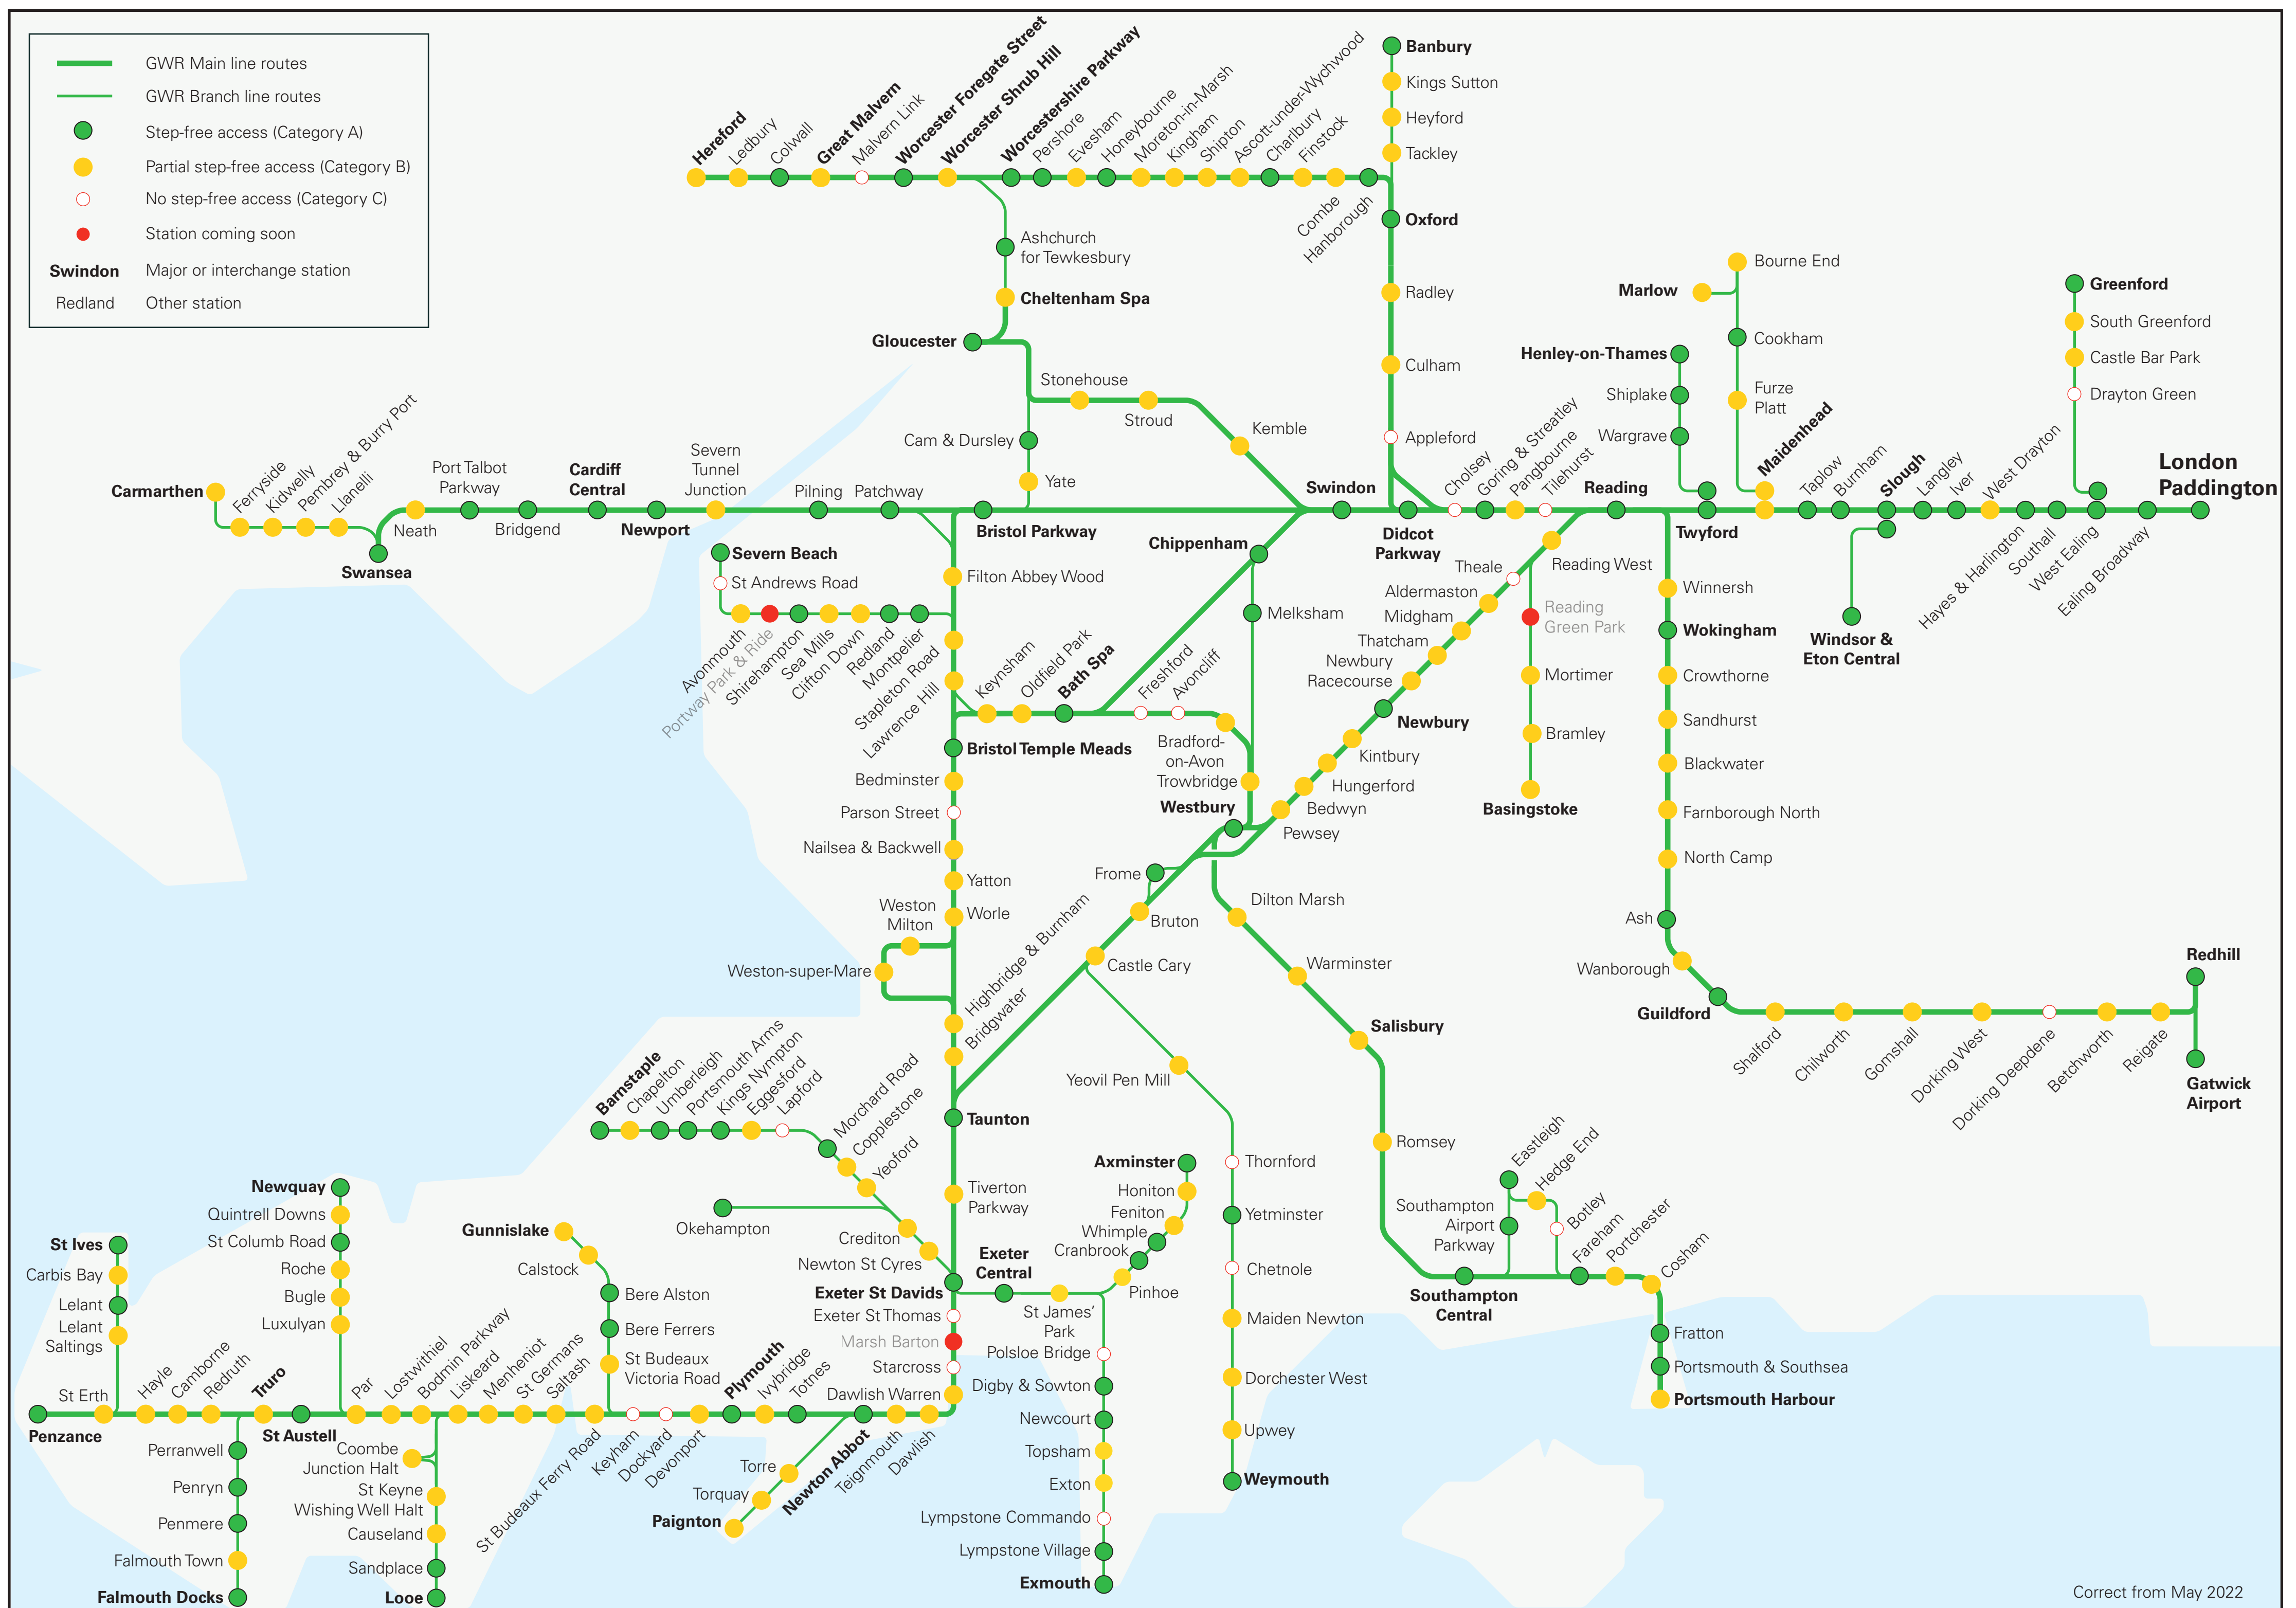 GWR Main line routes
GWR Branch line routes
Step-free access (Category A)
Partial step-free access (Category B)
No step-free access (Category C)
Station coming soon
Swindon Major or interchange station
Redland Other station
Hereford
Ledbury
Colwall
Great Malvern
Malvern Link
Worcester Foregate Street
Worcester Shrub Hill
Worcestershire Parkway
Pershore
Evesham
Honeybourne
Moreton-in-Marsh
Kingham
Shipton
Ascott-under-Wychwood
Charlbury
Finstock
Combe
Hanborough
Banbury
Kings Sutton
Heyford
Tackley
Oxford
Radley
Culham
Appleford
Ashchurch
for Tewkesbury
Cheltenham Spa
Gloucester
Stonehouse
Stroud
Kemble
Cam & Dursley
Yate
Marlow
Bourne End
Cookham
Furze
Platt
Maidenhead
Henley-on-Thames
Shiplake
Wargrave
Greenford
South Greenford
Castle Bar Park
Drayton Green
London
Paddington
Carmarthen
Ferryside
Kidwelly
Pembrey & Burry Port
Llanelli
Swansea
Neath
Port Talbot
Parkway
Bridgend
Cardiff
Central
Newport
Severn
Tunnel
Junction
Pilning
Patchway
Bristol Parkway
Swindon
Didcot
Parkway
Cholsey
Goring & Streatley
Pangbourne
Tilehurst
Reading
Twyford
Taplow
Burnham
Slough
Langley
Iver
West Drayton
Hayes & Harlington
Southall
West Ealing
Ealing Broadway
Windsor &
Eton Central
Severn Beach
St Andrews Road
Avonmouth
Portway Park & Ride
Shirehampton
Sea Mills
Clifton Down
Redland
Montpelier
Stapleton Road
Lawrence Hill
Filton Abbey Wood
Chippenham
Melksham
Keynsham
Oldfield Park
Bath Spa
Freshford
Avoncliff
Bradford-
on-Avon
Trowbridge
Westbury
Reading West
Theale
Aldermaston
Midgham
Thatcham
Newbury
Racecourse
Newbury
Kintbury
Hungerford
Bedwyn
Pewsey
Reading
Green Park
Mortimer
Bramley
Basingstoke
Winnersh
Wokingham
Crowthorne
Sandhurst
Blackwater
Farnborough North
North Camp
Ash
Wanborough
Guildford
Shalford
Chilworth
Gomshall
Dorking West
Dorking Deepdene
Betchworth
Reigate
Redhill
Gatwick
Airport
Bristol Temple Meads
Bedminster
Parson Street
Nailsea & Backwell
Yatton
Worle
Weston
Milton
Weston-super-Mare
Highbridge & Burnham
Bridgwater
Taunton
Tiverton
Parkway
Frome
Bruton
Castle Cary
Dilton Marsh
Warminster
Salisbury
Romsey
Southampton
Central
Southampton
Airport
Parkway
Eastleigh
Hedge End
Botley
Fareham
Portchester
Cosham
Fratton
Portsmouth & Southsea
Portsmouth Harbour
Yeovil Pen Mill
Thornford
Yetminster
Chetnole
Maiden Newton
Dorchester West
Upwey
Weymouth
Barnstaple
Chapelton
Umberleigh
Portsmouth Arms
Kings Nympton
Eggesford
Lapford
Morchard Road
Copplestone
Yeoford
Okehampton
Crediton
Newton St Cyres
Exeter St Davids
Exeter
Central
Exeter St Thomas
Marsh Barton
Starcross
Dawlish Warren
Axminster
Honiton
Feniton
Whimple
Cranbrook
Pinhoe
St James'
Park
Polsloe Bridge
Digby & Sowton
Newcourt
Topsham
Exton
Lympstone Commando
Lympstone Village
Exmouth
Gunnislake
Calstock
Bere Alston
Bere Ferrers
St Budeaux
Victoria Road
Newquay
Quintrell Downs
St Columb Road
Roche
Bugle
Luxulyan
St Ives
Carbis Bay
Lelant
Lelant
Saltings
St Erth
Penzance
Hayle
Camborne
Redruth
Truro
St Austell
Par
Lostwithiel
Bodmin Parkway
Liskeard
Menheniot
St Germans
Saltash
St Budeaux Ferry Road
Keyham
Dockyard
Devonport
Plymouth
Ivybridge
Totnes
Newton Abbot
Teignmouth
Dawlish
Torre
Torquay
Paignton
Perranwell
Penryn
Penmere
Falmouth Town
Falmouth Docks
Coombe
Junction Halt
St Keyne
Wishing Well Halt
Causeland
Sandplace
Looe
Correct from May 2022